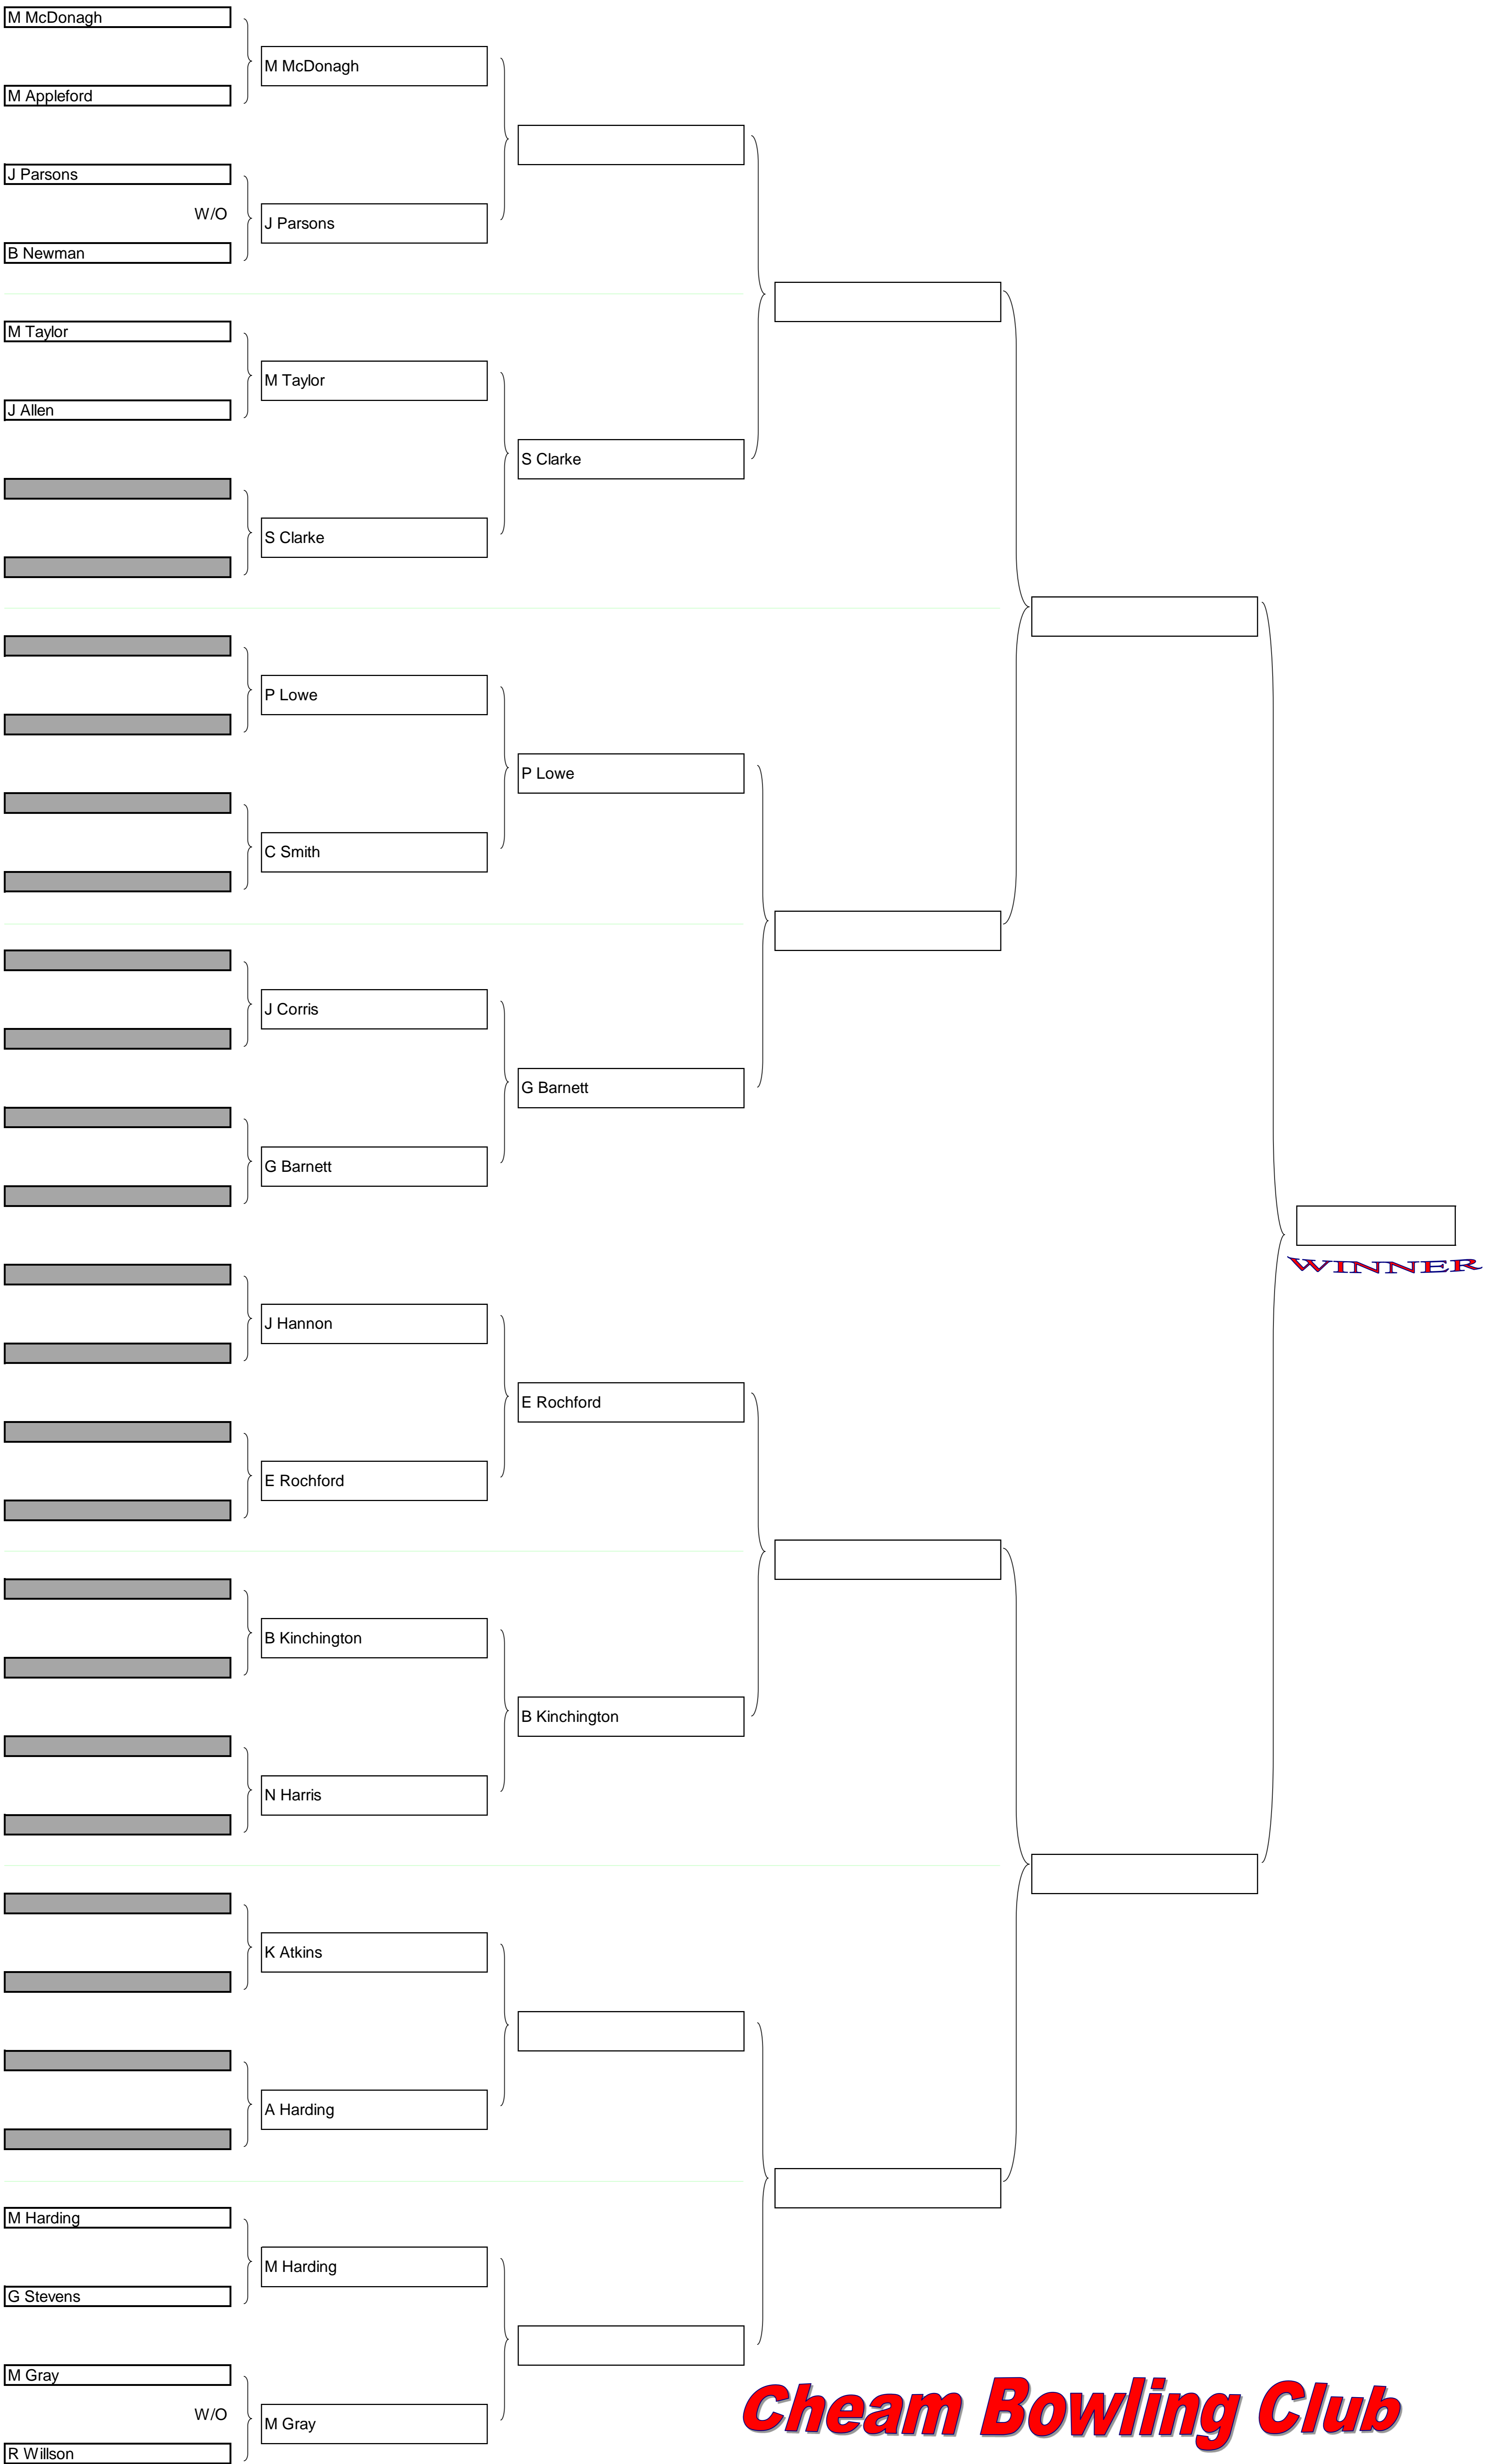 M McDonagh
M McDonagh
M Appleford
J Parsons
W/O
J Parsons
B Newman
M Taylor
M Taylor
J Allen
S Clarke
S Clarke
P Lowe
P Lowe
C Smith
J Corris
G Barnett
G Barnett
WINNER
J Hannon
E Rochford
E Rochford
B Kinchington
B Kinchington
N Harris
K Atkins
A Harding
M Harding
M Harding
G Stevens
M Gray
W/O
M Gray
R Willson
Cheam Bowling Club